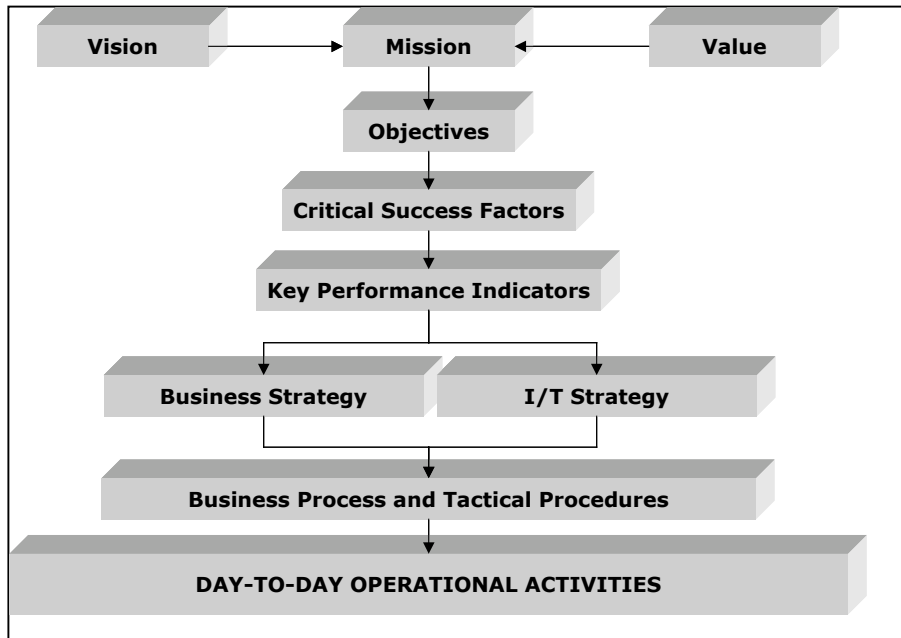 Vision
Mission
Value
Objectives
Critical Success Factors
Key Performance Indicators
Business Strategy
I/T Strategy
Business Process and Tactical Procedures
DAY-TO-DAY OPERATIONAL ACTIVITIES